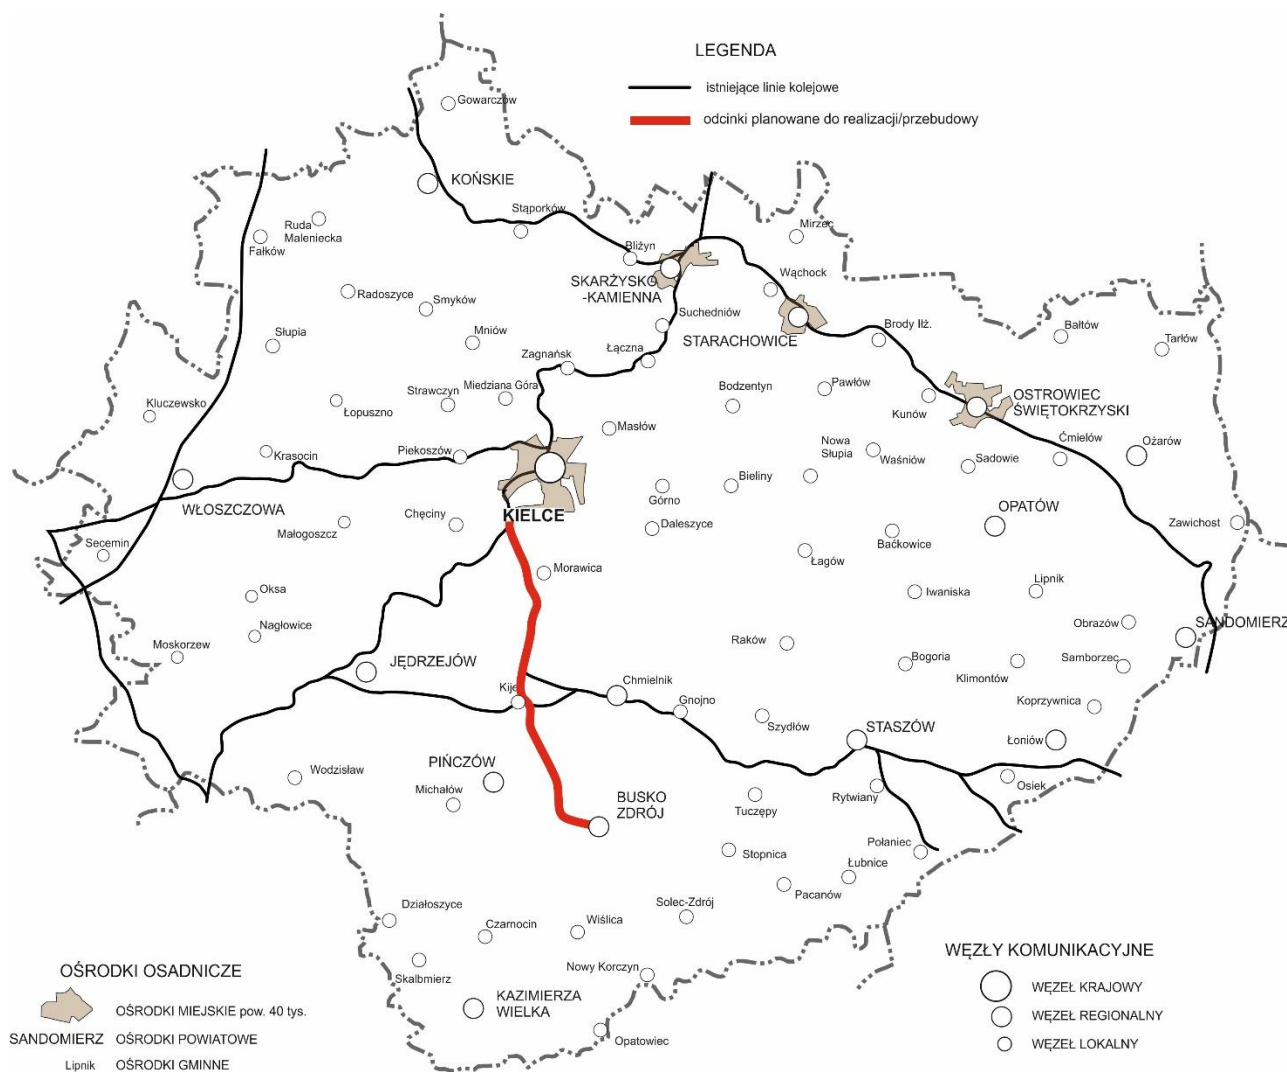 LEGENDA
istniejące linie kolejowe
odcinki planowane do realizacji/przebudowy
Gowarczów
KOŃSKIE
Stąporków
Ruda
Maleniecka
Fałków
Mirzec
Bliżyn
SKARŻYSKO
-KAMIENNA
Wąchock
Radoszyce
Smyków
Suchedniów
STARACHOWICE
Brody Iłż.
Bałtów
Tarłów
Słupia
Mniów
Zagnańsk
Łączna
Strawczyn
Miedziana Góra
Bodzentyn
Pawłów
Kunów
OSTROWIEC
ŚWIĘTOKRZYSKI
Kluczewsko
Łopuszno
Masłów
Nowa
Słupia
Waśniów
Sadowie
Ćmielów
Ożarów
Krasocin
Piekoszów
Górno
Bieliny
WŁOSZCZOWA
Małogoszcz
Chęciny
KIELCE
Daleszyce
OPATÓW
Zawichost
Secemin
Łagów
Baćkowice
Morawica
Oksa
Iwaniska
Lipnik
Nagłowice
Moskorzew
Raków
Obrazów
SANDOMIERZ
JĘDRZEJÓW
Bogoria
Klimontów
Samborzec
Kije
Chmielnik
Gnojno
Szydłów
Koprzywnica
STASZÓW
Łoniów
Wodzisław
PIŃCZÓW
Michałów
BUSKO
ZDRÓJ
Tuczępy
Rytwiany
Osiek
Stopnica
Połaniec
Łubnice
Pacanów
Działoszyce
Czarnocin
Wiślica
Solec-Zdrój
Skalbmierz
Nowy Korczyn
KAZIMIERZA
WIELKA
Opatowiec
OŚRODKI OSADNICZE
OŚRODKI MIEJSKIE pow. 40 tys.
SANDOMIERZ OŚRODKI POWIATOWE
Lipnik OŚRODKI GMINNE
WĘZŁY KOMUNIKACYJNE
WĘZEŁ KRAJOWY
WĘZEŁ REGIONALNY
WĘZEŁ LOKALNY